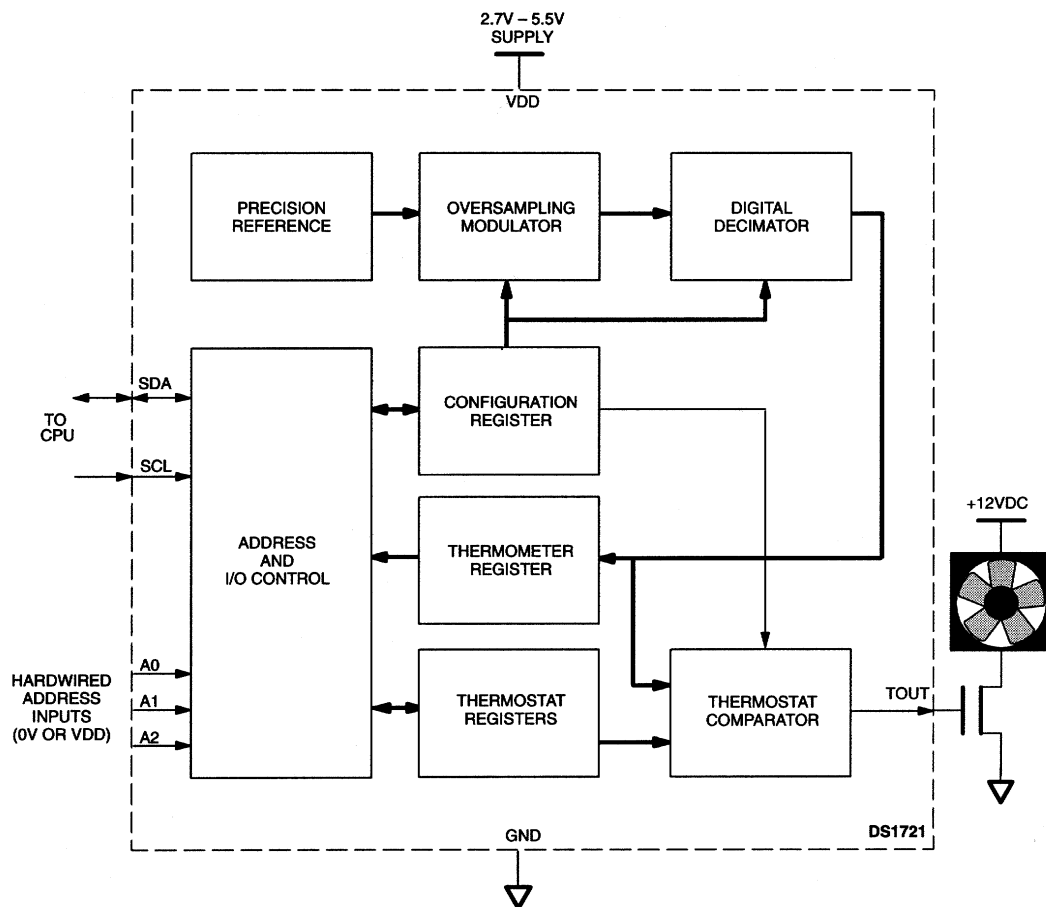 2.7V – 5.5V
SUPPLY
VDD
PRECISION
REFERENCE
OVERSAMPLING
MODULATOR
DIGITAL
DECIMATOR
SDA
TO
CPU
SCL
CONFIGURATION
REGISTER
ADDRESS
AND
I/O CONTROL
THERMOMETER
REGISTER
+12VDC
HARDWIRED
ADDRESS
INPUTS
(0V OR VDD)
A0
A1
A2
THERMOSTAT
REGISTERS
THERMOSTAT
COMPARATOR
TOUT
GND
DS1721